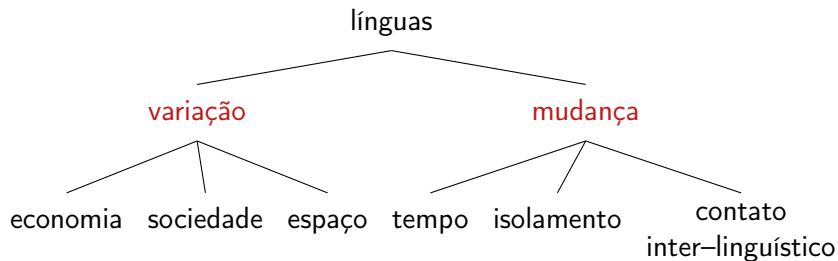 línguas
variação mudança
economia sociedade espaço tempo isolamento contato
inter–linguístico